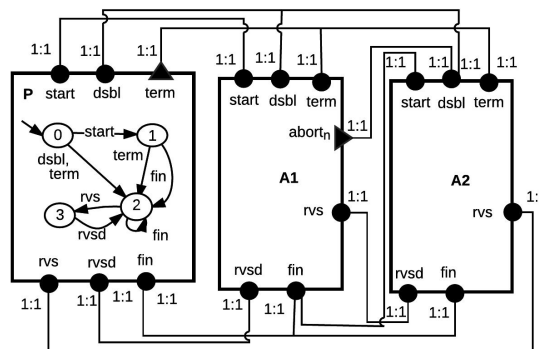 1:1 1:1 1:1 1:1 1:1 1:1 1:1 1:1 1:1
P start dsbl term
start dsbl term
start dsbl term
0 start 1
dsbl, term
term
fin
abortn 1:1
A1
A2
rvs
3
2
rvsd
fin
rvs 1:1
rvs 1:
rvs rvsd fin
rvsd fin
rvsd fin
1:1 1:1 1:1 1:1 1:1 1:1 1:1